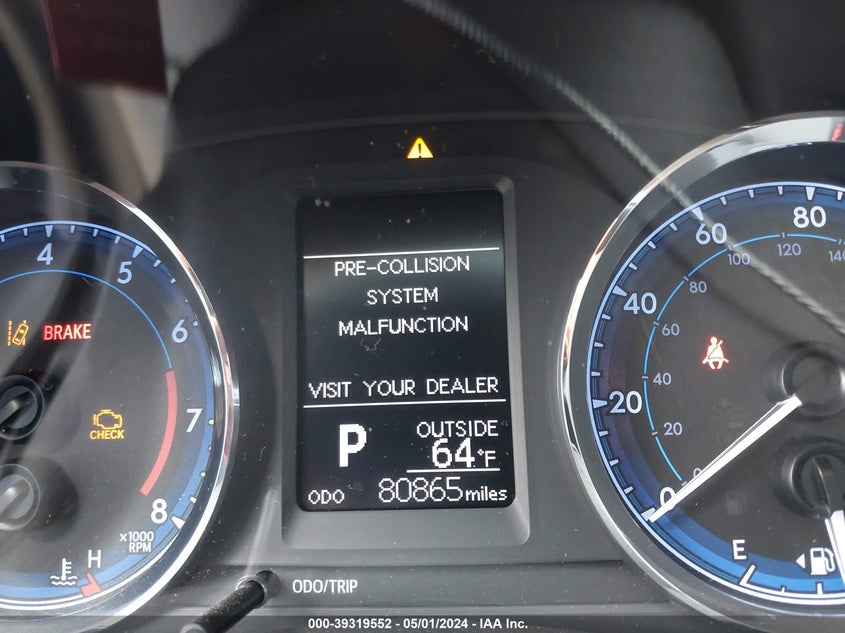 PRE-COLLISION
SYSTEM
MALFUNCTION
VISIT YOUR DEALER
P
OUTSIDE
64°F
ODO 80865 miles
4
5
6
7
8
x1000
RPM
BRAKE
CHECK
H
0
20
40
60
80
0
20
40
60
80
100
120
140
E
ODO/TRIP
000-39319552 - 05/01/2024 - IAA Inc.